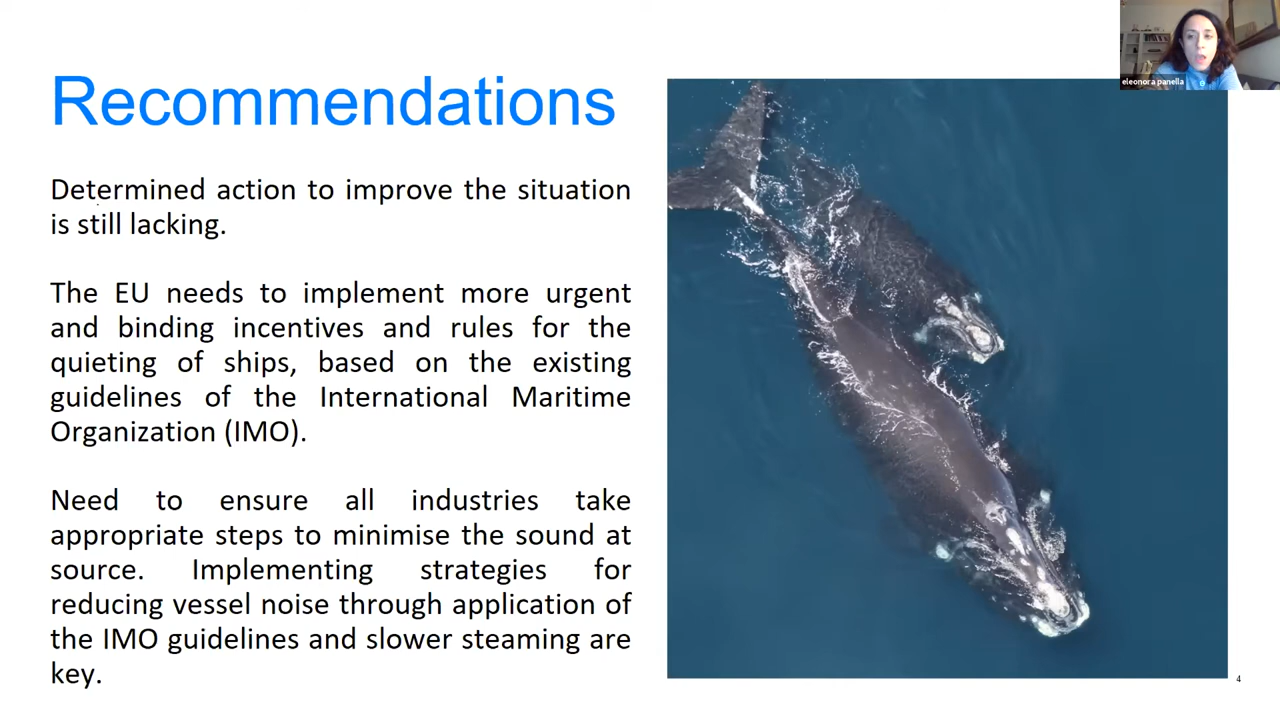 eleonora panella
Recommendations
Determined action to improve the situation
is still lacking.
The EU needs to implement more urgent
and binding incentives and rules for the
quieting of ships, based on the existing
guidelines of the International Maritime
Organization (IMO).
Need to ensure all industries take
appropriate steps to minimise the sound at
source. Implementing strategies for
reducing vessel noise through application of
the IMO guidelines and slower steaming are
key.
4